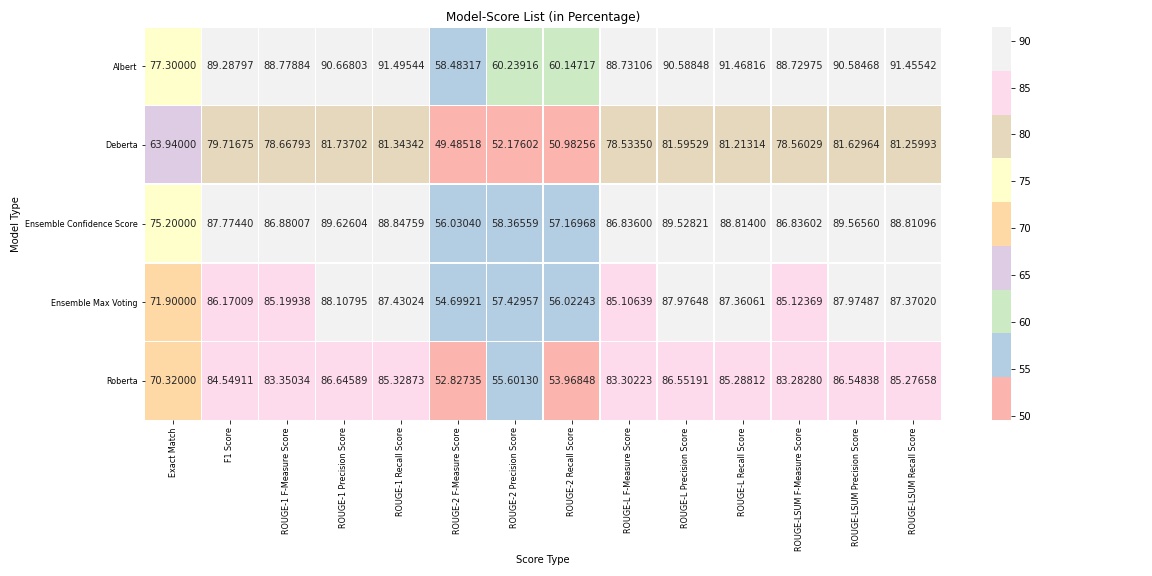 Model-Score List (in Percentage)
Model Type
Albert 77.30000 89.28797 88.77884 90.66803 91.49544 58.48317 60.23916 60.14717 88.73106 90.58848 91.46816 88.72975 90.58468 91.45542
Deberta 63.94000 79.71675 78.66793 81.73702 81.34342 49.48518 52.17602 50.98256 78.53350 81.59529 81.21314 78.56029 81.62964 81.25993
Ensemble Confidence Score 75.20000 87.77440 86.88007 89.62604 88.84759 56.03040 58.36559 57.16968 86.83600 89.52821 88.81400 86.83602 89.56560 88.81096
Ensemble Max Voting 71.90000 86.17009 85.19938 88.10795 87.43024 54.69921 57.42957 56.02243 85.10639 87.97648 87.36061 85.12369 87.97487 87.37020
Roberta 70.32000 84.54911 83.35034 86.64589 85.32873 52.82735 55.60130 53.96848 83.30223 86.55191 85.28812 83.28280 86.54838 85.27658
Exact Match
F1 Score
ROUGE-1 F-Measure Score
ROUGE-1 Precision Score
ROUGE-1 Recall Score
ROUGE-2 F-Measure Score
ROUGE-2 Precision Score
ROUGE-2 Recall Score
ROUGE-L F-Measure Score
ROUGE-L Precision Score
ROUGE-L Recall Score
ROUGE-LSUM F-Measure Score
ROUGE-LSUM Precision Score
ROUGE-LSUM Recall Score
Score Type
90
85
80
75
70
65
60
55
50